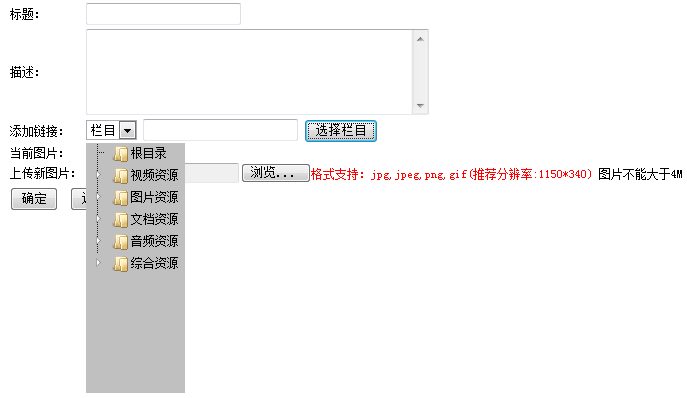 标题:
描述:
添加链接: 栏目 选择栏目
当前图片:
根目录
上传新图片: 浏览... 格式支持: jpg,jpeg,png,gif(推荐分辨率:1150*340) 图片不能大于4M
视频资源
确定
图片资源
文档资源
音频资源
综合资源